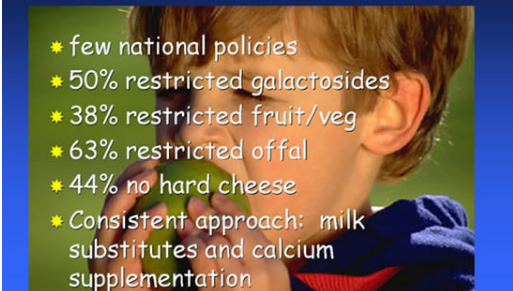 few national policies
50% restricted galactosides
38% restricted fruit/veg
63% restricted offal
44% no hard cheese
Consistent approach: milk
substitutes and calcium
supplementation